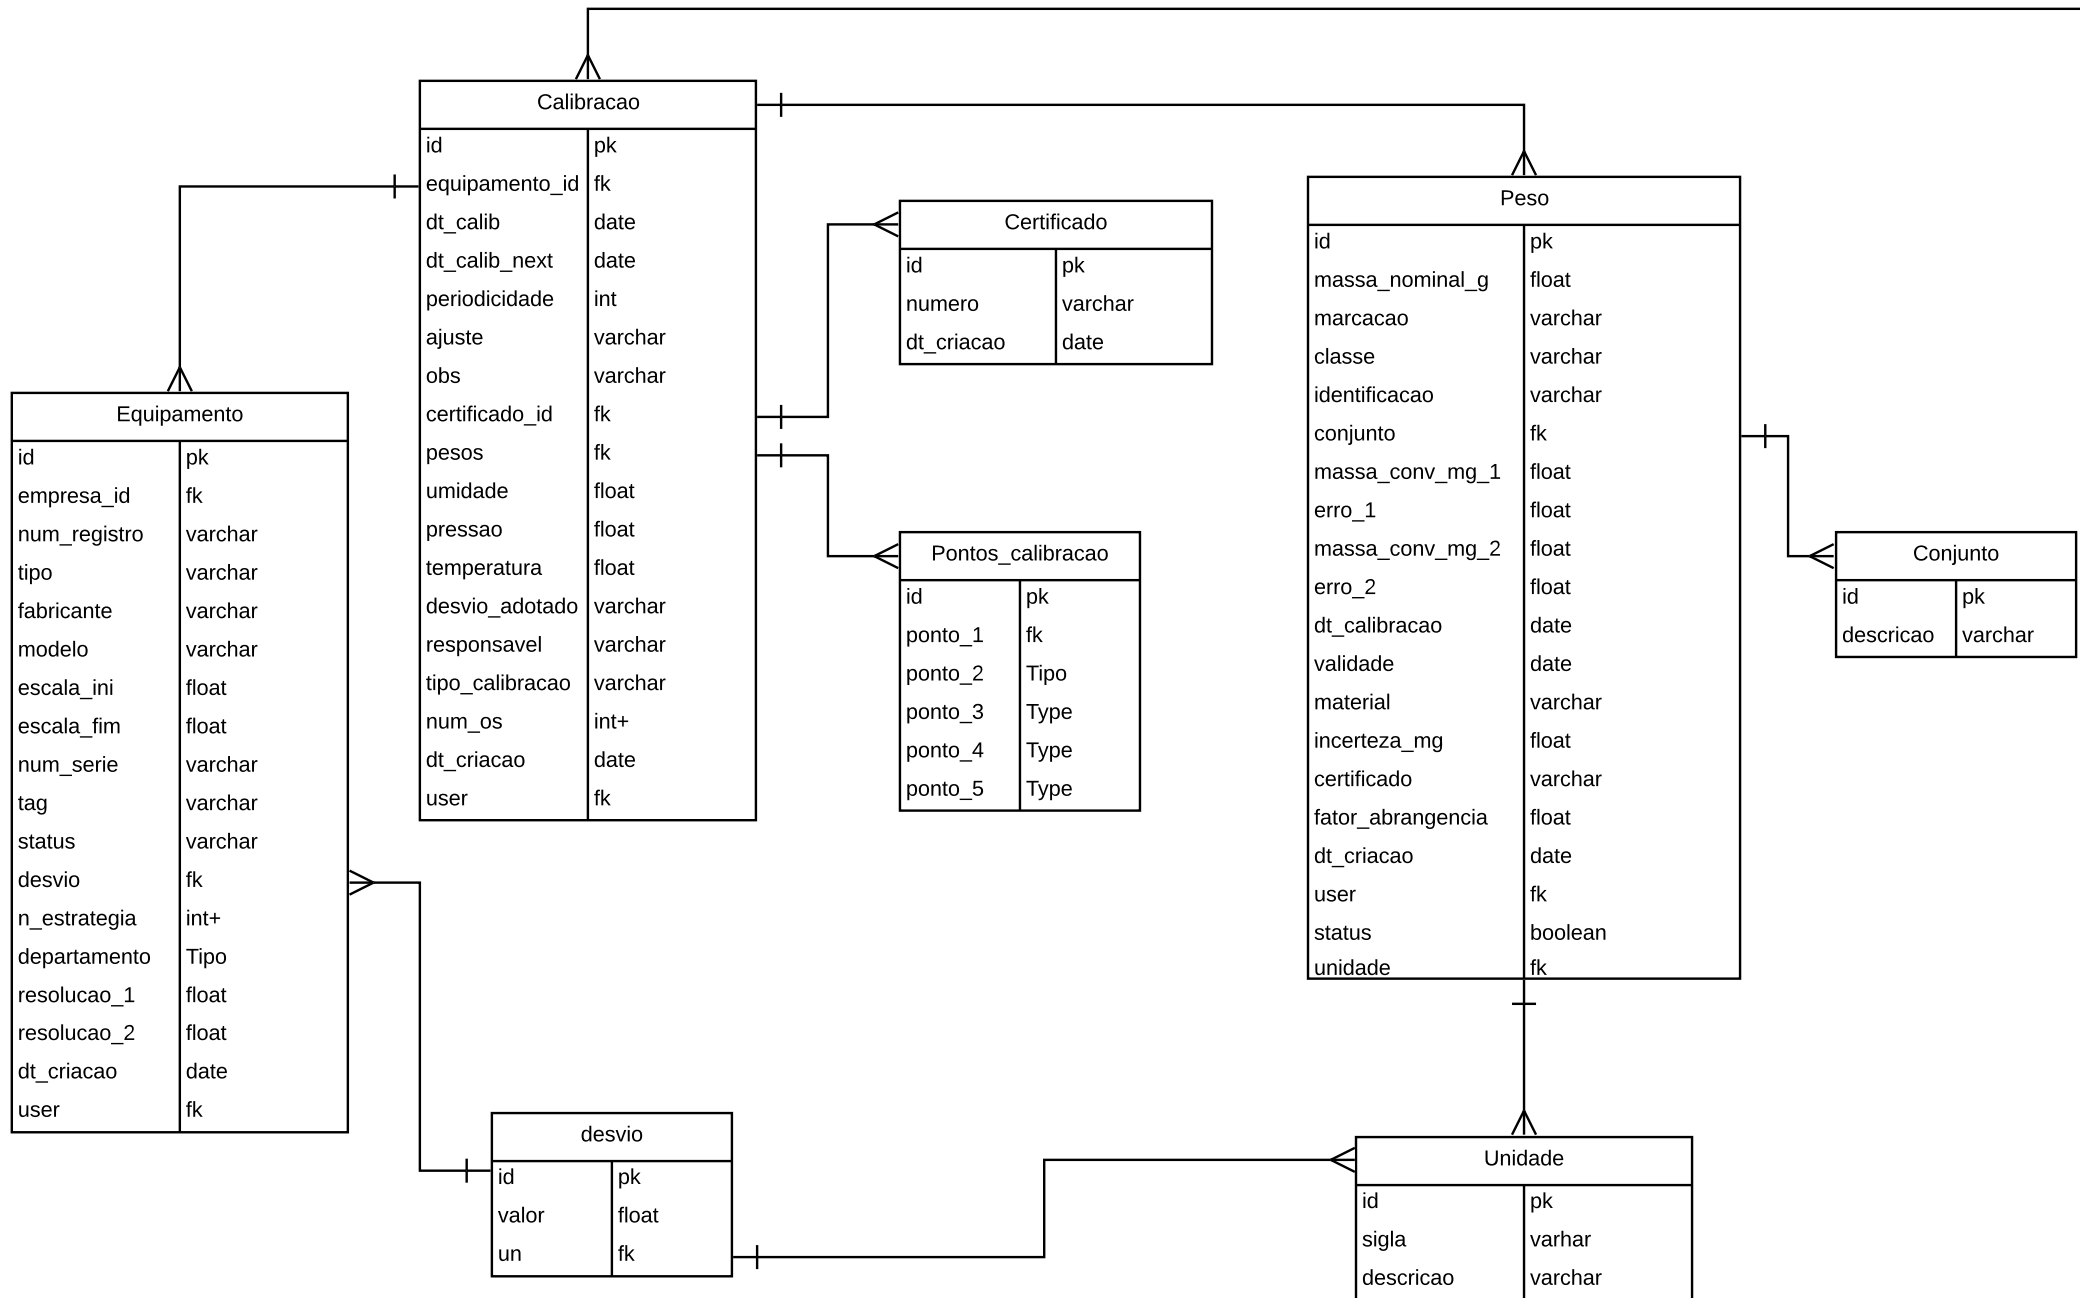 Calibracao
id pk
equipamento_id fk
dt_calib date
dt_calib_next date
periodicidade int
ajuste varchar
obs varchar
certificado_id fk
pesos fk
umidade float
pressao float
temperatura float
desvio_adotado varchar
responsavel varchar
tipo_calibracao varchar
num_os int+
dt_criacao date
user fk
Certificado
id pk
numero varchar
dt_criacao date
Peso
id pk
massa_nominal_g float
marcacao varchar
classe varchar
identificacao varchar
conjunto fk
massa_conv_mg_1 float
erro_1 float
massa_conv_mg_2 float
erro_2 float
dt_calibracao date
validade date
material varchar
incerteza_mg float
certificado varchar
fator_abrangencia float
dt_criacao date
user fk
status boolean
unidade fk
Equipamento
id pk
empresa_id fk
num_registro varchar
tipo varchar
fabricante varchar
modelo varchar
escala_ini float
escala_fim float
num_serie varchar
tag varchar
status varchar
desvio fk
n_estrategia int+
departamento Tipo
resolucao_1 float
resolucao_2 float
dt_criacao date
user fk
Pontos_calibracao
id pk
ponto_1 fk
ponto_2 Tipo
ponto_3 Type
ponto_4 Type
ponto_5 Type
Conjunto
id pk
descricao varchar
desvio
id pk
valor float
un fk
Unidade
id pk
sigla varhar
descricao varchar